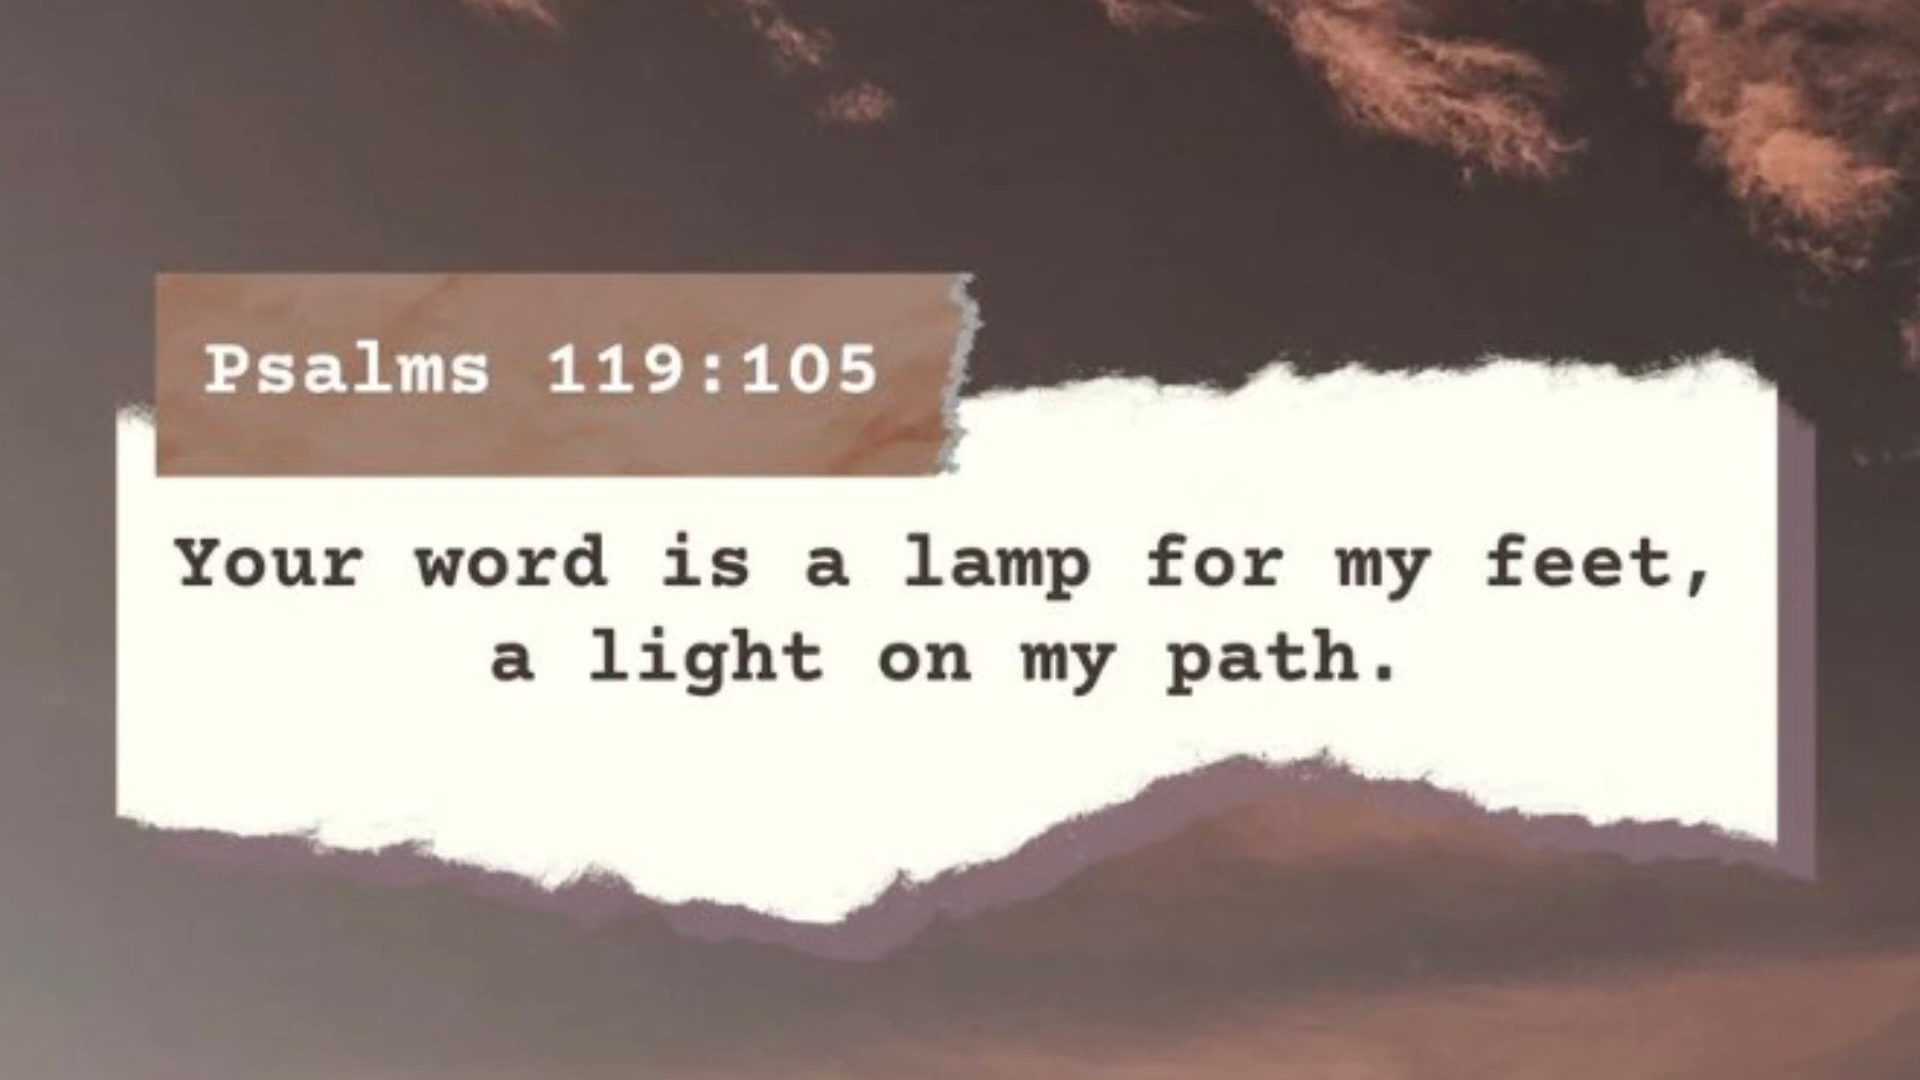 Psalms 119:105
Your word is a lamp for my feet,
a light on my path.